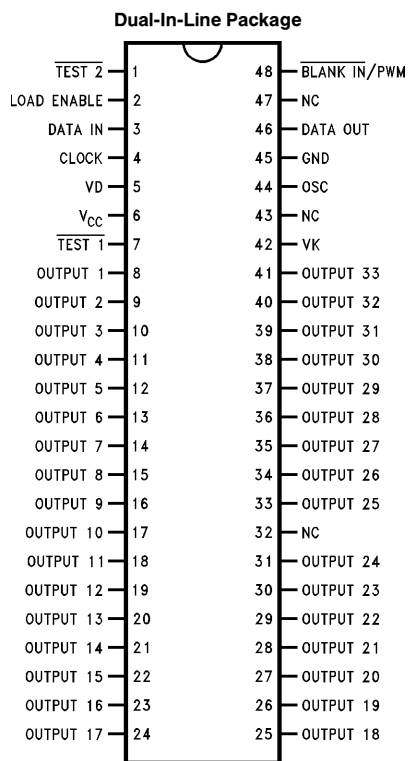 Dual-In-Line Package
TEST 2 1 48 BLANK IN/PWM
LOAD ENABLE 2 47 NC
DATA IN 3 46 DATA OUT
CLOCK 4 45 GND
VD 5 44 OSC
VCC 6 43 NC
TEST 1 7 42 VK
OUTPUT 1 8 41 OUTPUT 33
OUTPUT 2 9 40 OUTPUT 32
OUTPUT 3 10 39 OUTPUT 31
OUTPUT 4 11 38 OUTPUT 30
OUTPUT 5 12 37 OUTPUT 29
OUTPUT 6 13 36 OUTPUT 28
OUTPUT 7 14 35 OUTPUT 27
OUTPUT 8 15 34 OUTPUT 26
OUTPUT 9 16 33 OUTPUT 25
OUTPUT 10 17 32 NC
OUTPUT 11 18 31 OUTPUT 24
OUTPUT 12 19 30 OUTPUT 23
OUTPUT 13 20 29 OUTPUT 22
OUTPUT 14 21 28 OUTPUT 21
OUTPUT 15 22 27 OUTPUT 20
OUTPUT 16 23 26 OUTPUT 19
OUTPUT 17 24 25 OUTPUT 18